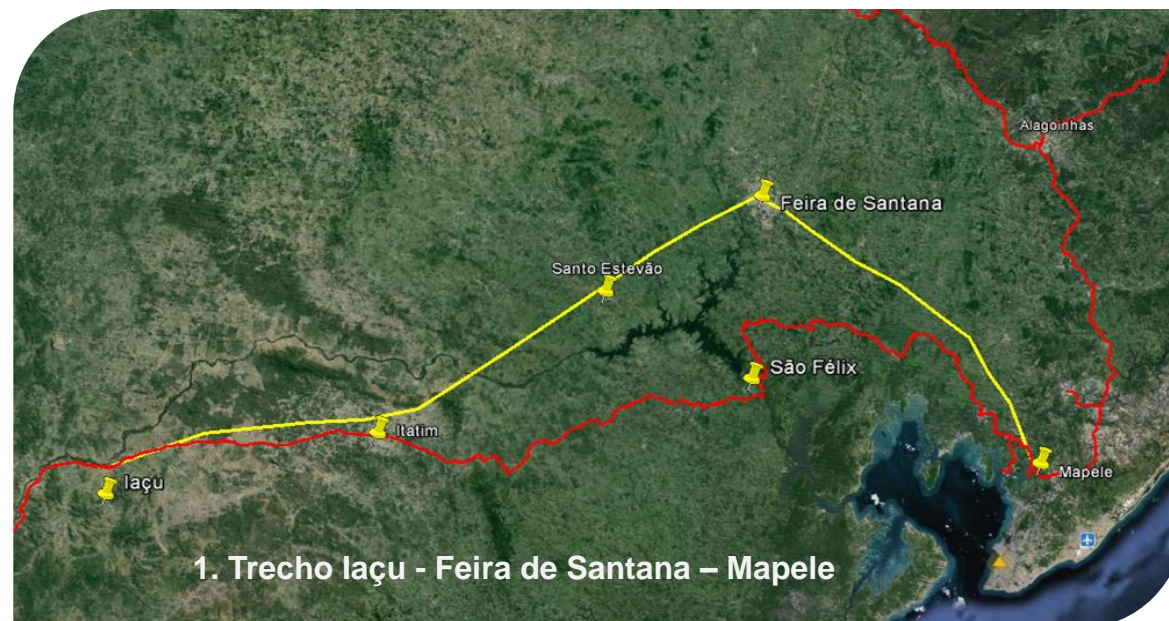 Alagoinhas
Feira de Santana
Santo Estevão
São Félix
Itatim
Mapele
Iaçu
1. Trecho Iaçu - Feira de Santana – Mapele